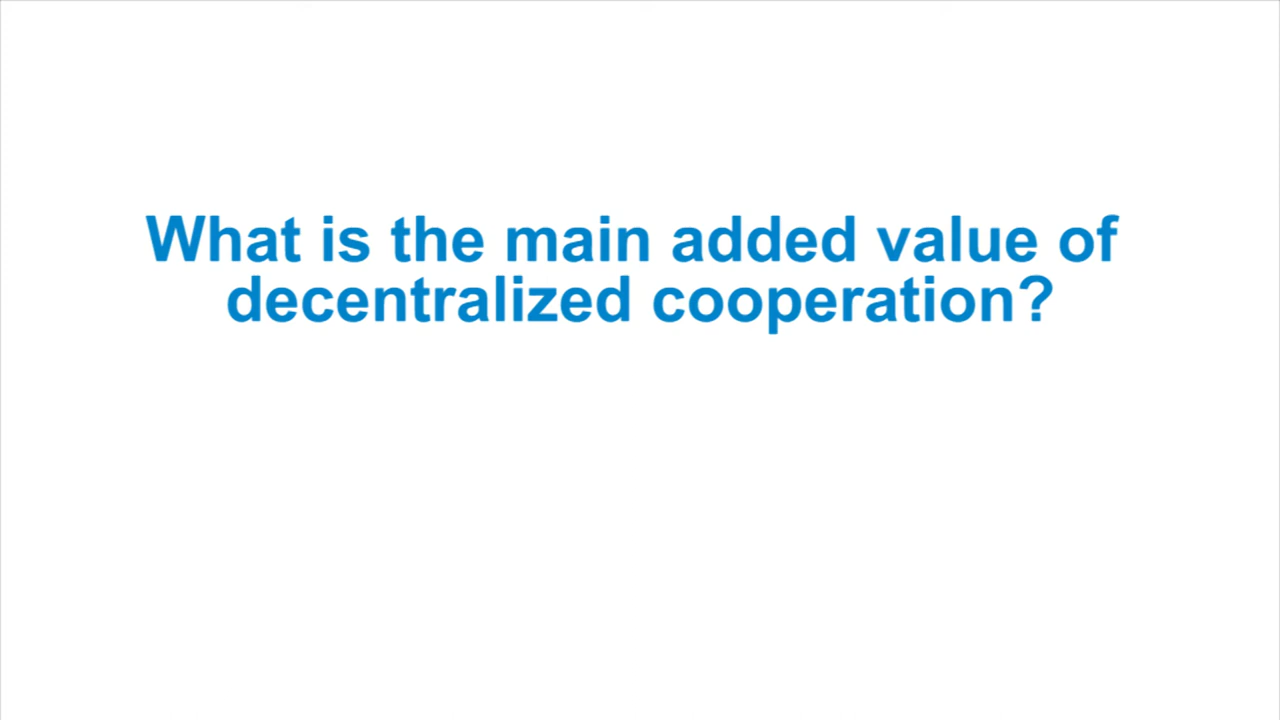 What is the main added value of
decentralized cooperation?